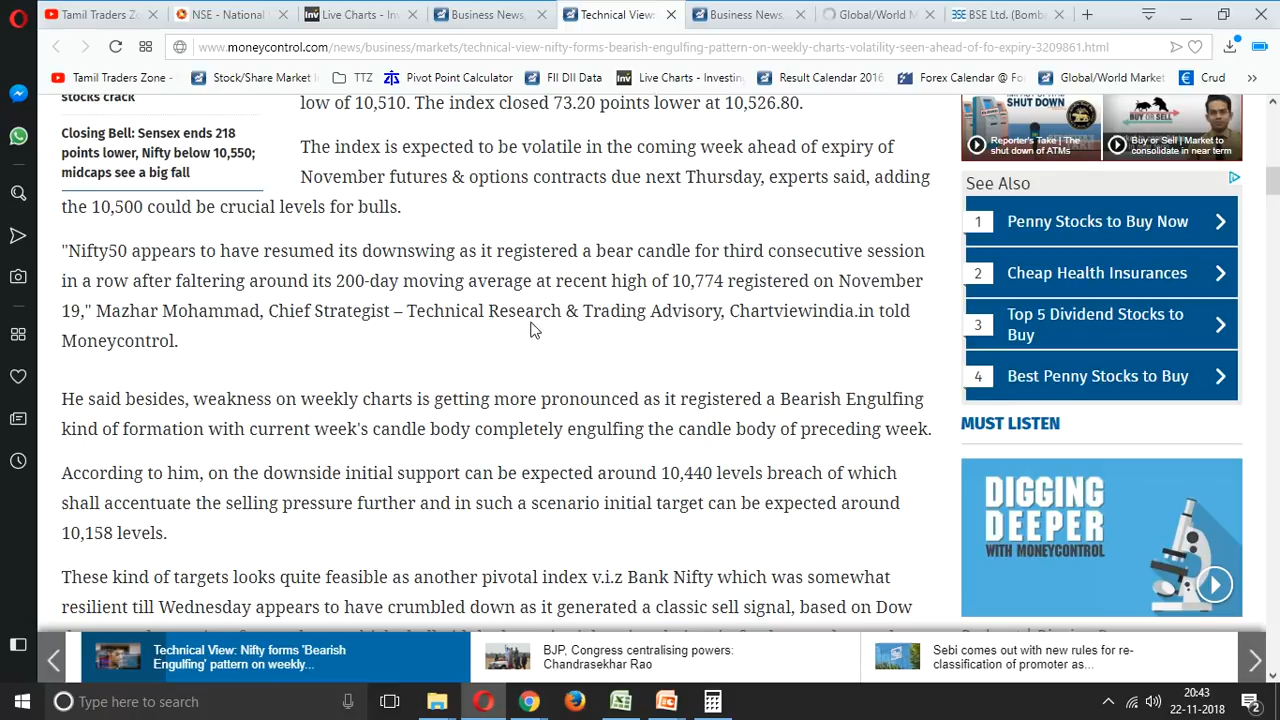 Tamil Traders Z
NSE - National
Live Charts - Inv
Business News,
Technical View:
Business News,
Global/World M
BSE Ltd. (Bomba
www.moneycontrol.com/news/business/markets/technical-view-nifty-forms-bearish-engulfing-pattern-on-weekly-charts-volatility-seen-ahead-of-fo-expiry-3209861.html
Tamil Traders Zone -
Stock/Share Market
TTZ
Pivot Point Calculator
FII DII Data
Live Charts - Investing
Result Calendar 2016
Forex Calendar @ Fo
Global/World Market
Crud
stocks crack
Closing Bell: Sensex ends 218
points lower, Nifty below 10,550;
midcaps see a big fall
low of 10,510. The index closed 73.20 points lower at 10,526.80.
The index is expected to be volatile in the coming week ahead of expiry of
November futures & options contracts due next Thursday, experts said, adding
the 10,500 could be crucial levels for bulls.
"Nifty50 appears to have resumed its downswing as it registered a bear candle for third consecutive session
in a row after faltering around its 200-day moving average at recent high of 10,774 registered on November
19," Mazhar Mohammad, Chief Strategist – Technical Research & Trading Advisory, Chartviewindia.in told
Moneycontrol.
He said besides, weakness on weekly charts is getting more pronounced as it registered a Bearish Engulfing
kind of formation with current week's candle body completely engulfing the candle body of preceding week.
According to him, on the downside initial support can be expected around 10,440 levels breach of which
shall accentuate the selling pressure further and in such a scenario initial target can be expected around
10,158 levels.
These kind of targets looks quite feasible as another pivotal index v.i.z Bank Nifty which was somewhat
resilient till Wednesday appears to have crumbled down as it generated a classic sell signal, based on Dow
SHUT DOWN
Reporter's Take | The
shut down of ATMs
BUY OR SELL
Buy or Sell | Market to
consolidate in near term
See Also
1 Penny Stocks to Buy Now
2 Cheap Health Insurances
3 Top 5 Dividend Stocks to
Buy
4 Best Penny Stocks to Buy
MUST LISTEN
DIGGING
DEEPER
WITH MONEYCONTROL
Technical View: Nifty forms 'Bearish
Engulfing' pattern on weekly...
BJP, Congress centralising powers:
Chandrasekhar Rao
Sebi comes out with new rules for re-
classification of promoter as...
Type here to search
20:43
22-11-2018
2